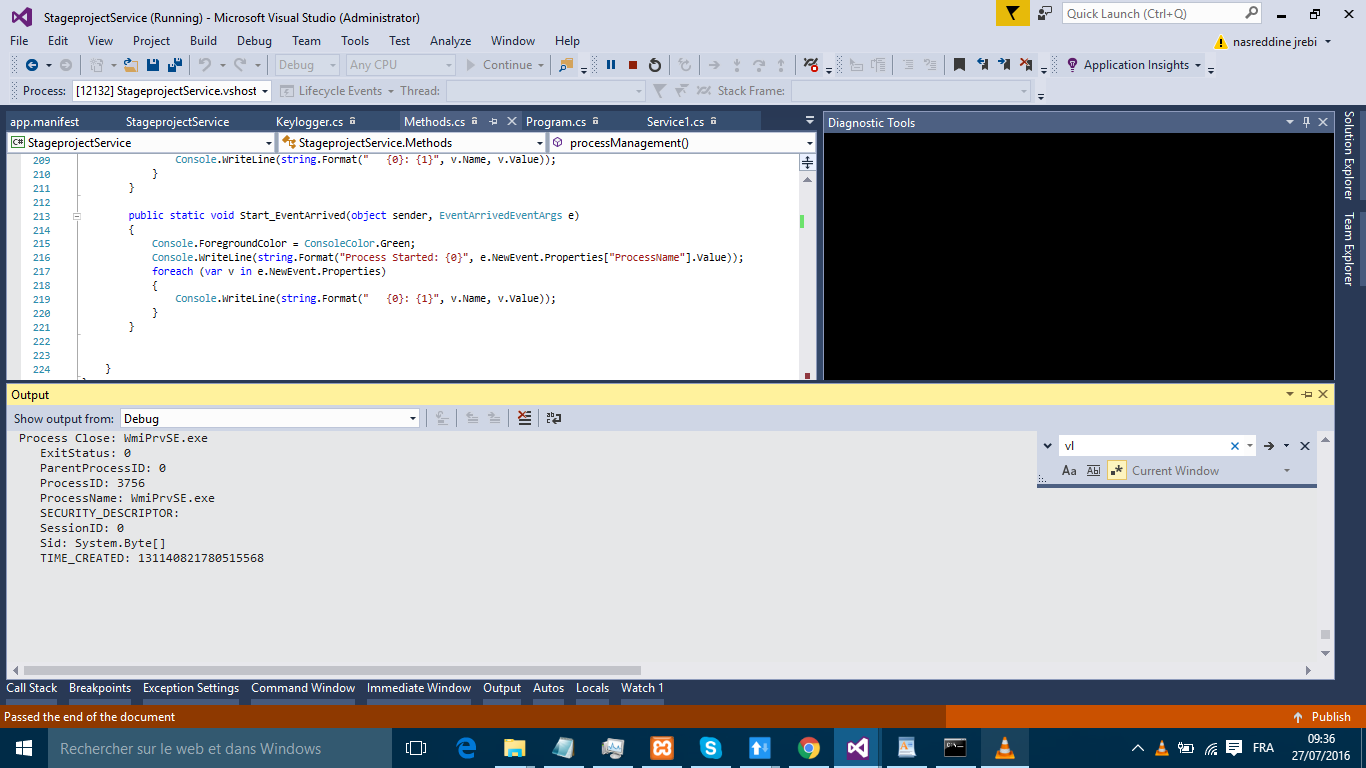 StageprojectService (Running) - Microsoft Visual Studio (Administrator)
Quick Launch (Ctrl+Q)
File Edit View Project Build Debug Team Tools Test Analyze Window Help
nasreddine jrebi
Debug Any CPU Continue Application Insights
Process: [12132] StageprojectService.vshost Lifecycle Events Thread: Stack Frame:
app.manifest StageprojectService Keylogger.cs Methods.cs Program.cs Service1.cs
Diagnostic Tools
Solution Explorer
Team Explorer
C# StageprojectService StageprojectService.Methods processManagement()
209 Console.WriteLine(string.Format("   {0}: {1}", v.Name, v.Value));
210 }
211 }
212
213 public static void Start_EventArrived(object sender, EventArrivedEventArgs e)
214 {
215 Console.ForegroundColor = ConsoleColor.Green;
216 Console.WriteLine(string.Format("Process Started: {0}", e.NewEvent.Properties["ProcessName"].Value));
217 foreach (var v in e.NewEvent.Properties)
218 {
219 Console.WriteLine(string.Format("   {0}: {1}", v.Name, v.Value));
220 }
221 }
222
223
224 }
Output
Show output from: Debug
Process Close: WmiPrvSE.exe
ExitStatus: 0
ParentProcessID: 0
ProcessID: 3756
ProcessName: WmiPrvSE.exe
SECURITY_DESCRIPTOR:
SessionID: 0
Sid: System.Byte[]
TIME_CREATED: 131140821780515568
vl
Aa Ab Current Window
Call Stack Breakpoints Exception Settings Command Window Immediate Window Output Autos Locals Watch 1
Passed the end of the document
Publish
Rechercher sur le web et dans Windows
FRA
09:36
27/07/2016